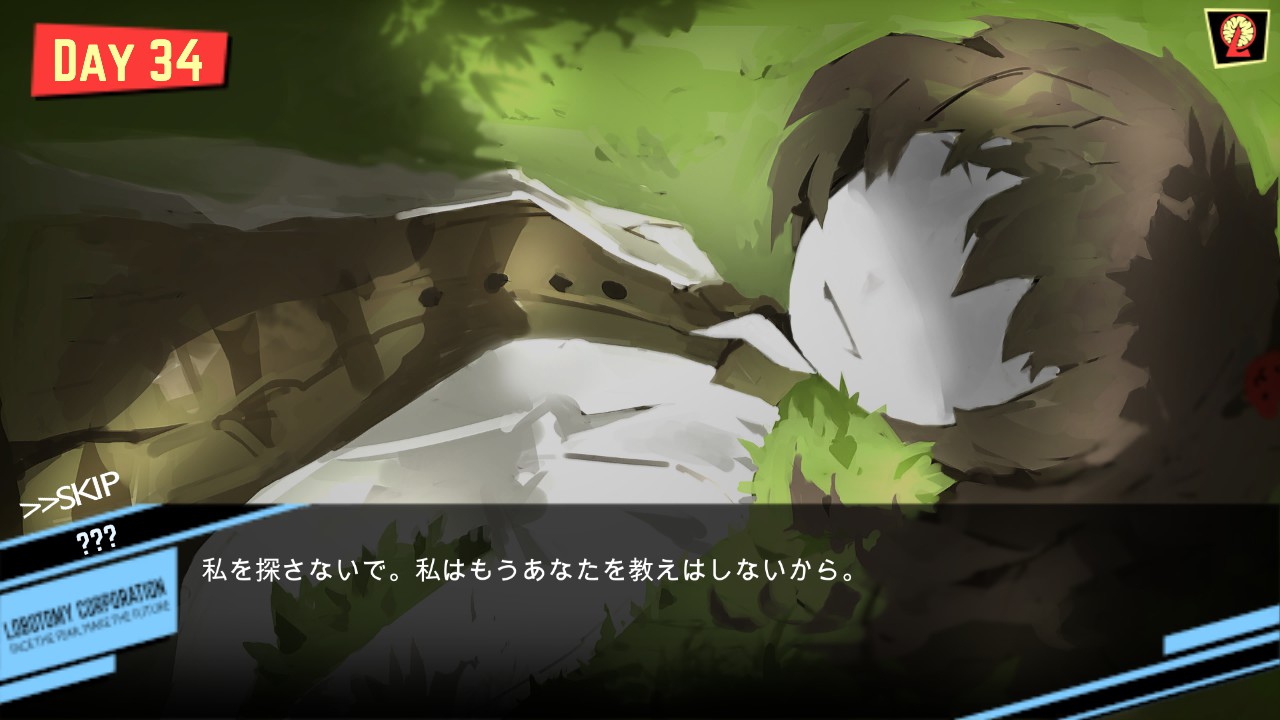 DAY 34
>>SKIP
???
私を探さないで。私はもうあなたを教えはしないから。
LOBOTOMY CORPORATION
FACE THE FEAR, MAKE THE FUTURE